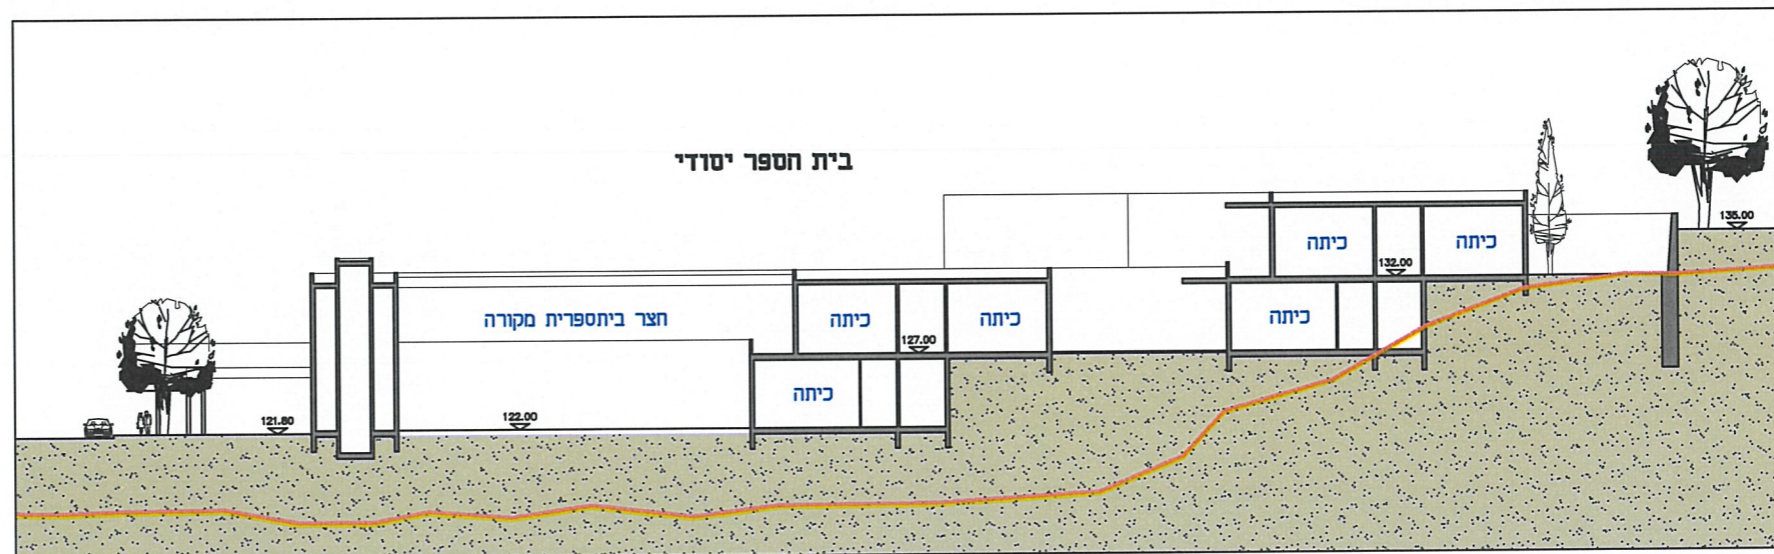 בית הספר יסודי
135.00
כיתה
כיתה
132.00
חצר ביתספרית מקורה
כיתה
כיתה
כיתה
127.00
כיתה
121.80
122.00